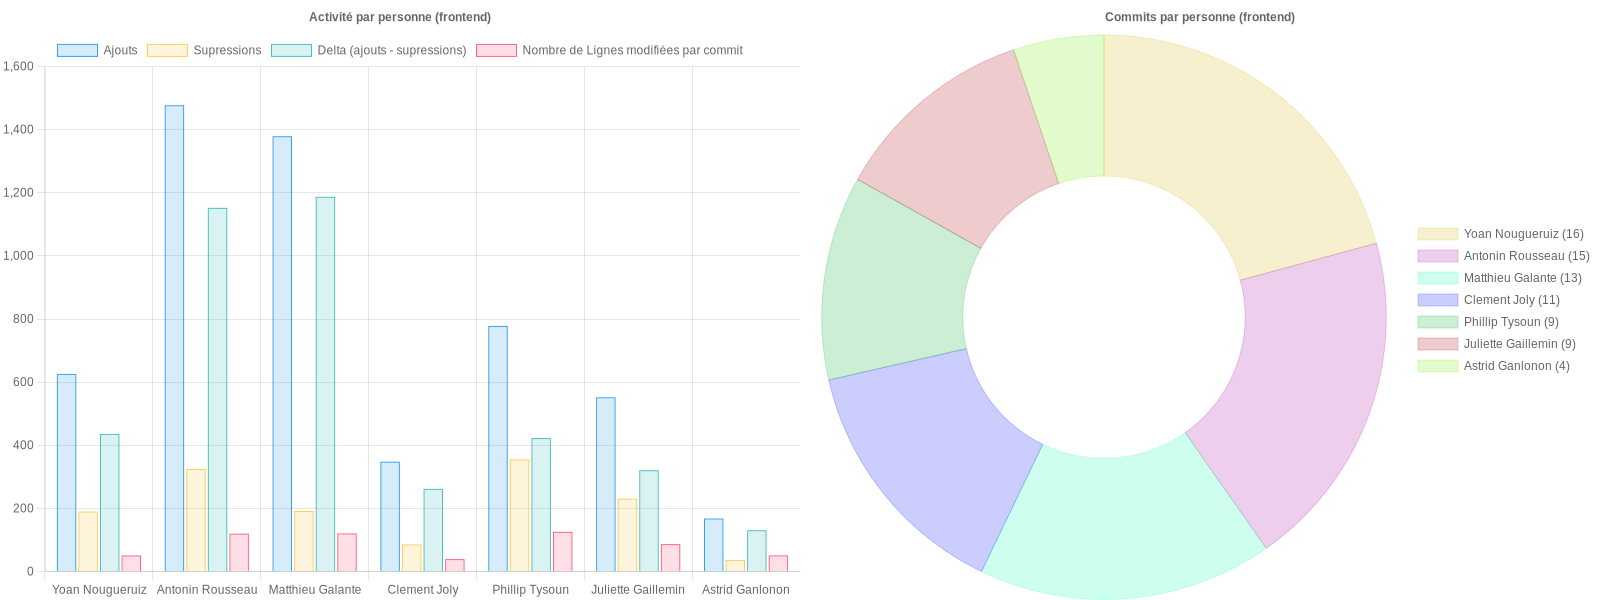 Activité par personne (frontend)
Ajouts Supressions Delta (ajouts - supressions) Nombre de Lignes modifiées par commit
1,600
1,400
1,200
1,000
800
600
400
200
0
Yoan Nougueruiz Antonin Rousseau Matthieu Galante Clement Joly Phillip Tysoun Juliette Gaillemin Astrid Ganlonon
Commits par personne (frontend)
Yoan Nougueruiz (16)
Antonin Rousseau (15)
Matthieu Galante (13)
Clement Joly (11)
Phillip Tysoun (9)
Juliette Gaillemin (9)
Astrid Ganlonon (4)